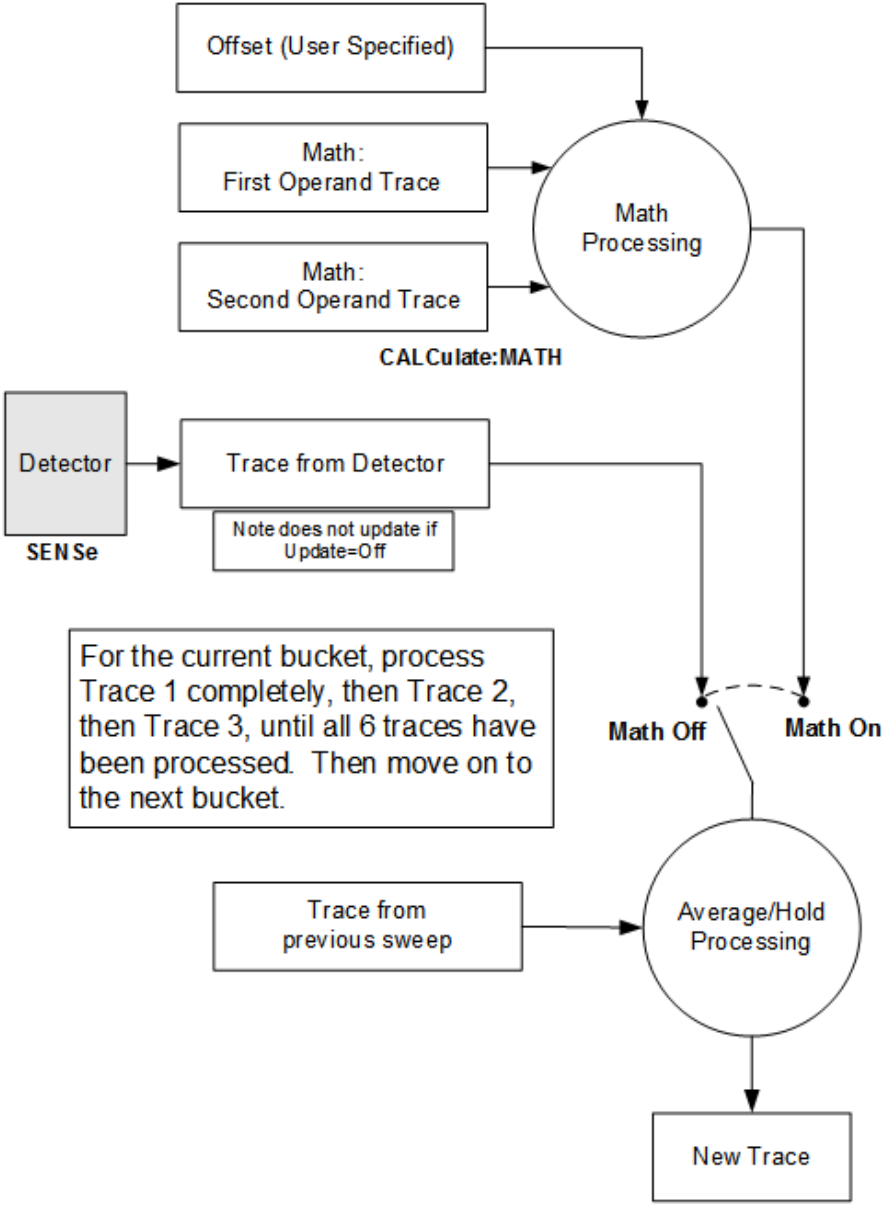 Offset (User Specified)
Math:
First Operand Trace
Math
Processing
Math:
Second Operand Trace
CALCulate:MATH
Detector
Trace from Detector
Note does not update if
Update=Off
SENSe
For the current bucket, process
Trace 1 completely, then Trace 2,
then Trace 3, until all 6 traces have
been processed.  Then move on to
the next bucket.
Math Off
Math On
Trace from
previous sweep
Average/Hold
Processing
New Trace